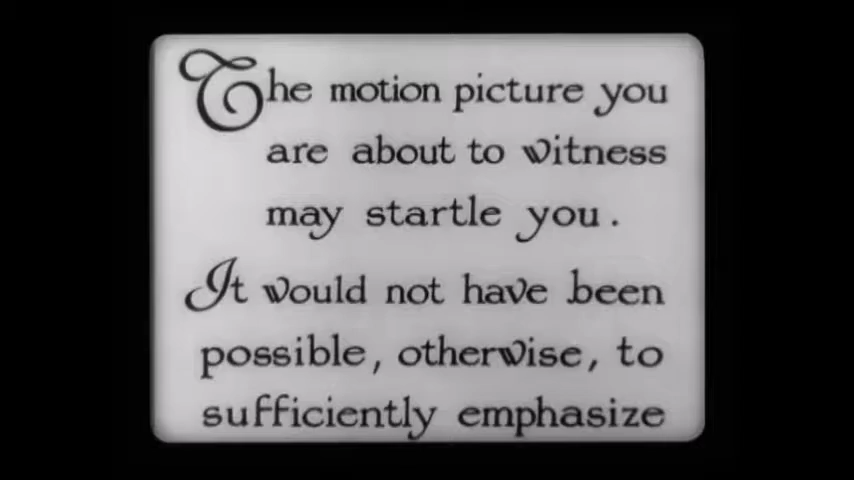 The motion picture you
are about to witness
may startle you.
It would not have been
possible, otherwise, to
sufficiently emphasize